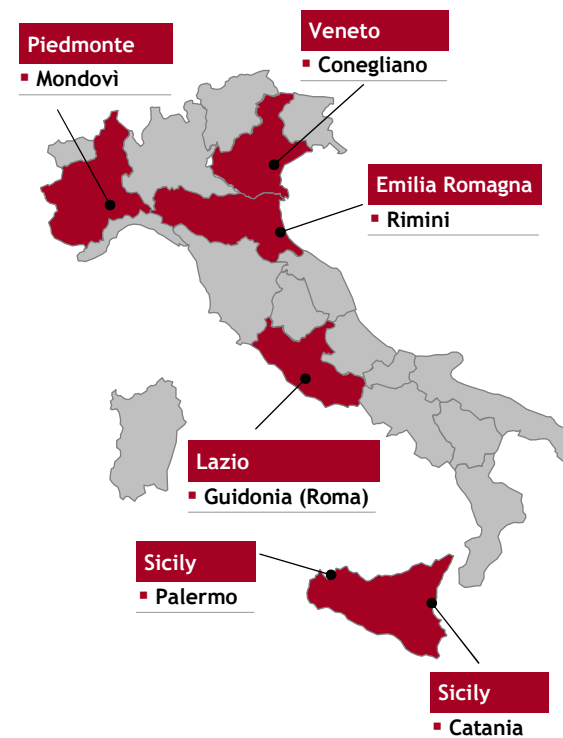 Piedmonte
▪ Mondovì
Veneto
▪ Conegliano
Emilia Romagna
▪ Rimini
Lazio
▪ Guidonia (Roma)
Sicily
▪ Palermo
Sicily
▪ Catania